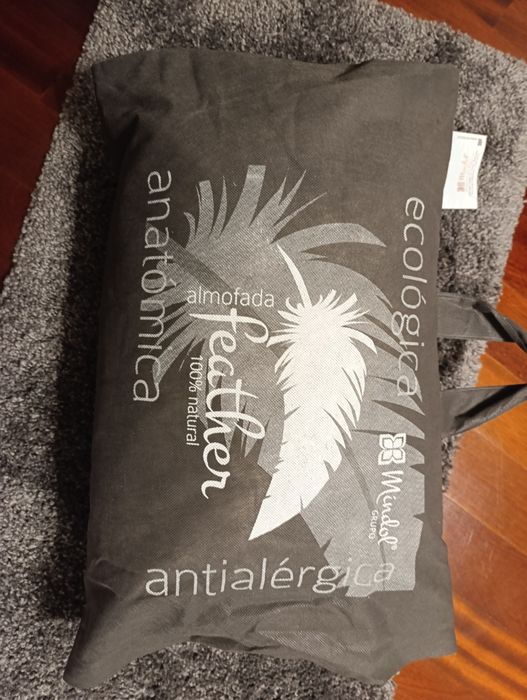 ecológica
anatómica
almofada
feather
100% natural
Mindol®
GRUPO
antialérgica